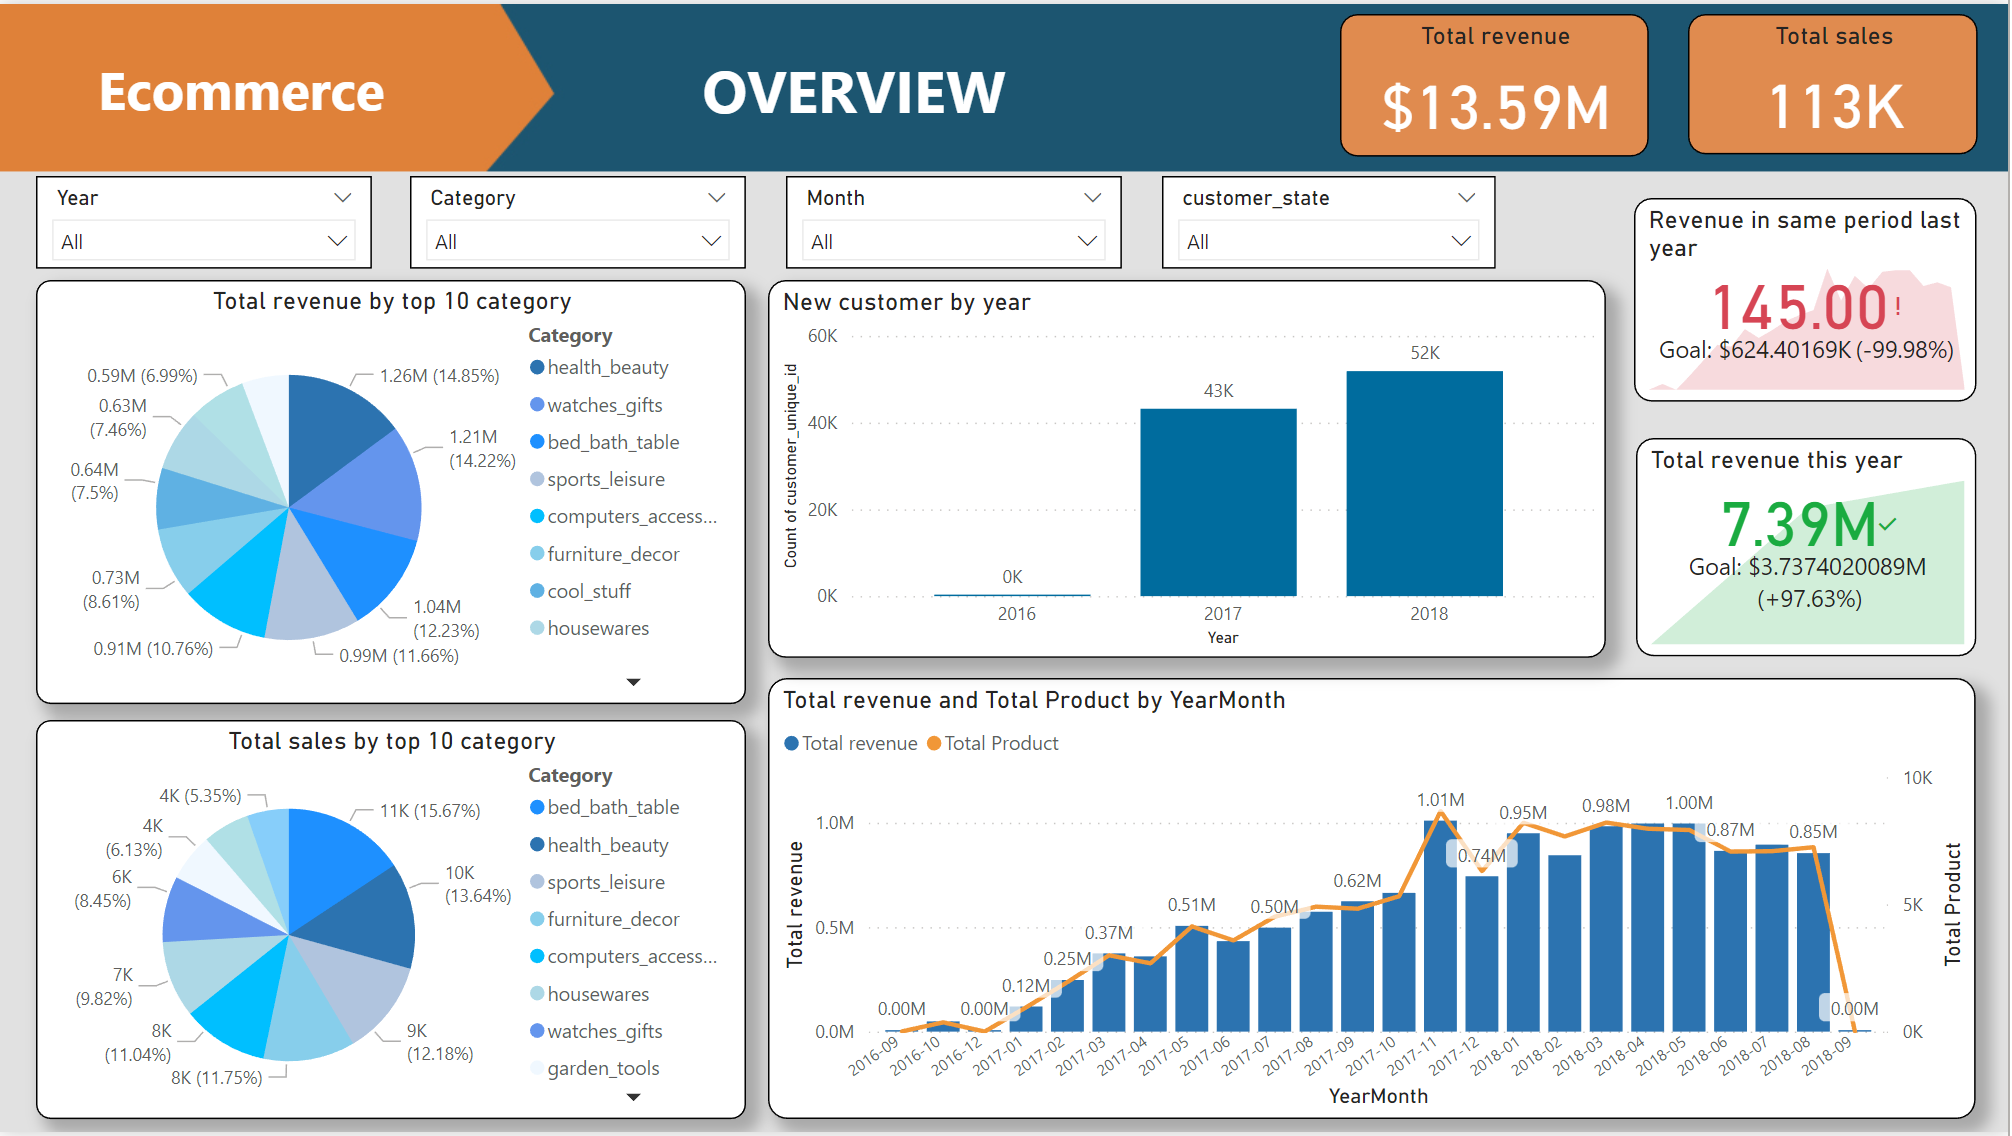 Ecommerce
OVERVIEW
Total revenue
$13.59M
Total sales
113K
Year
All
Category
All
Month
All
customer_state
All
Revenue in same period last
year
145.00!
Goal: $624.40169K (-99.98%)
Total revenue this year
7.39M
Goal: $3.7374020089M
(+97.63%)
Total revenue by top 10 category
Category
health_beauty
watches_gifts
bed_bath_table
sports_leisure
computers_access...
furniture_decor
cool_stuff
housewares
1.26M (14.85%)
1.21M
(14.22%)
1.04M
(12.23%)
0.99M (11.66%)
0.91M (10.76%)
0.73M
(8.61%)
0.64M
(7.5%)
0.63M
(7.46%)
0.59M (6.99%)
New customer by year
Count of customer_unique_id
60K
40K
20K
0K
0K
43K
52K
2016
2017
2018
Year
Total sales by top 10 category
Category
bed_bath_table
health_beauty
sports_leisure
furniture_decor
computers_access...
housewares
watches_gifts
garden_tools
11K (15.67%)
10K
(13.64%)
9K
(12.18%)
8K (11.75%)
8K
(11.04%)
7K
(9.82%)
6K
(8.45%)
4K
(6.13%)
4K (5.35%)
Total revenue and Total Product by YearMonth
Total revenue
Total Product
Total revenue
1.0M
0.5M
0.0M
0.00M
0.00M
0.12M
0.25M
0.37M
0.51M
0.50M
0.62M
1.01M
0.74M
0.95M
0.98M
1.00M
0.87M
0.85M
0.00M
10K
5K
0K
Total Product
2016-09
2016-10
2016-12
2017-01
2017-02
2017-03
2017-04
2017-05
2017-06
2017-07
2017-08
2017-09
2017-10
2017-11
2017-12
2018-01
2018-02
2018-03
2018-04
2018-05
2018-06
2018-07
2018-08
2018-09
YearMonth